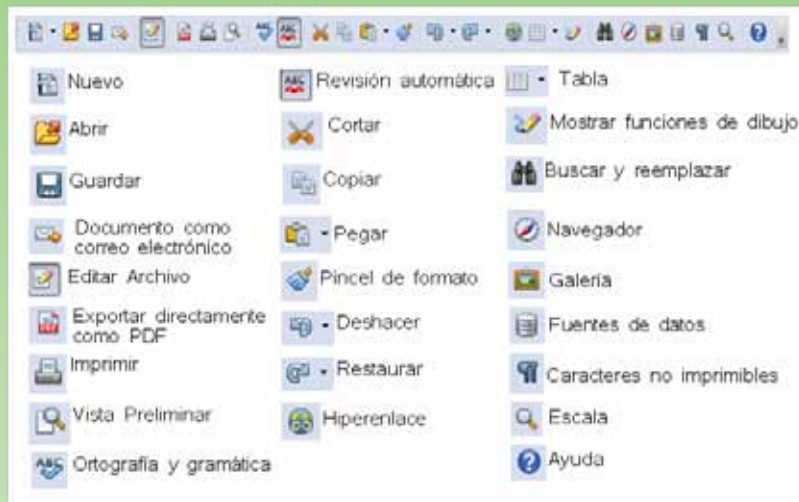 Nuevo
Abrir
Guardar
Documento como
correo electrónico
Editar Archivo
Exportar directamente
como PDF
Imprimir
Vista Preliminar
ABC
Ortografía y gramática
ABC
Revisión automática
Cortar
Copiar
Pegar
Pincel de formato
Deshacer
Restaurar
Hiperenlace
Tabla
Mostrar funciones de dibujo
Buscar y reemplazar
Navegador
Galería
Fuentes de datos
Caracteres no imprimibles
Escala
Ayuda